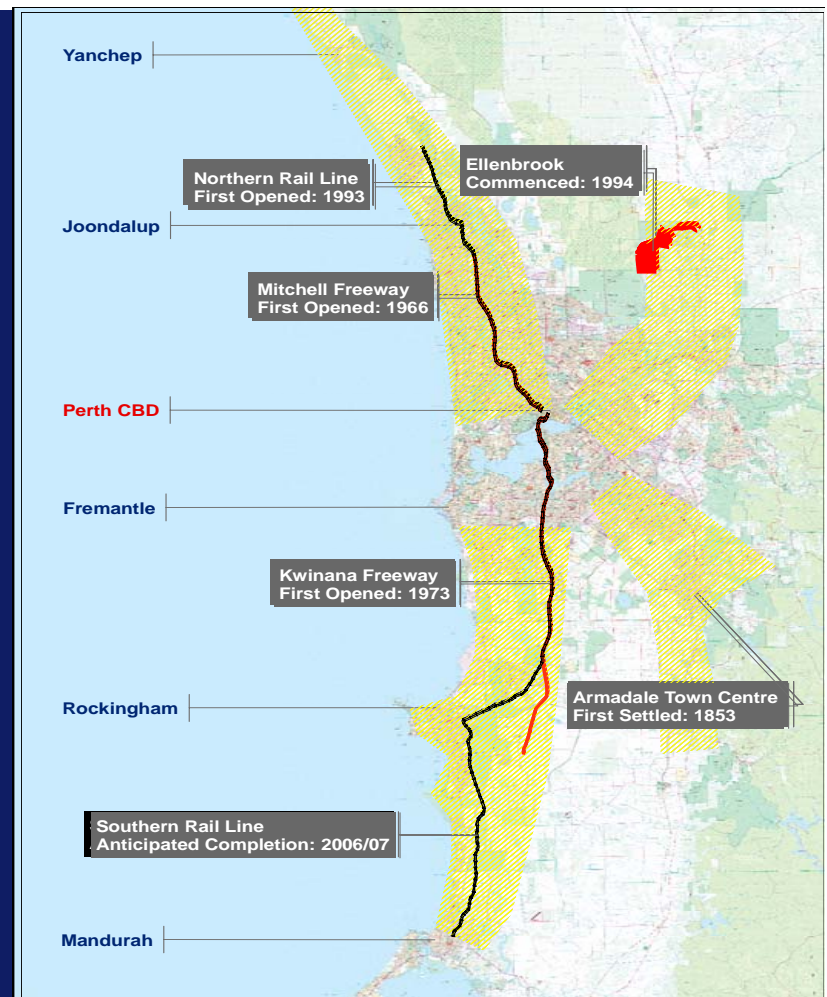 Yanchep
Ellenbrook
Commenced: 1994
Northern Rail Line
First Opened: 1993
Joondalup
Mitchell Freeway
First Opened: 1966
Perth CBD
Fremantle
Kwinana Freeway
First Opened: 1973
Armadale Town Centre
First Settled: 1853
Rockingham
Southern Rail Line
Anticipated Completion: 2006/07
Mandurah